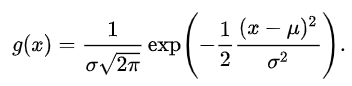 g(x) = \frac{1}{\sigma\sqrt{2\pi}} \exp\left( -\frac{1}{2} \frac{(x-\mu)^2}{\sigma^2} \right).